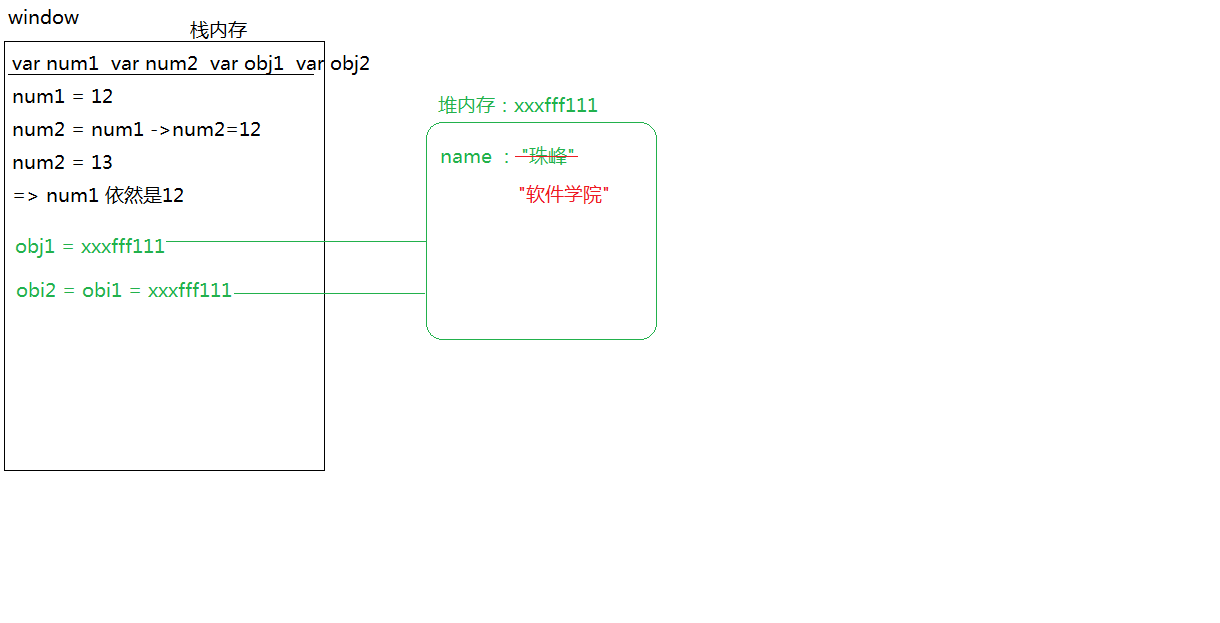 window
栈内存
var num1 var num2 var obj1 var obj2
num1 = 12
num2 = num1 ->num2=12
num2 = 13
=> num1 依然是12
obj1 = xxxfff111
obi2 = obi1 = xxxfff111
堆内存：xxxfff111
name ："珠峰"
"软件学院"